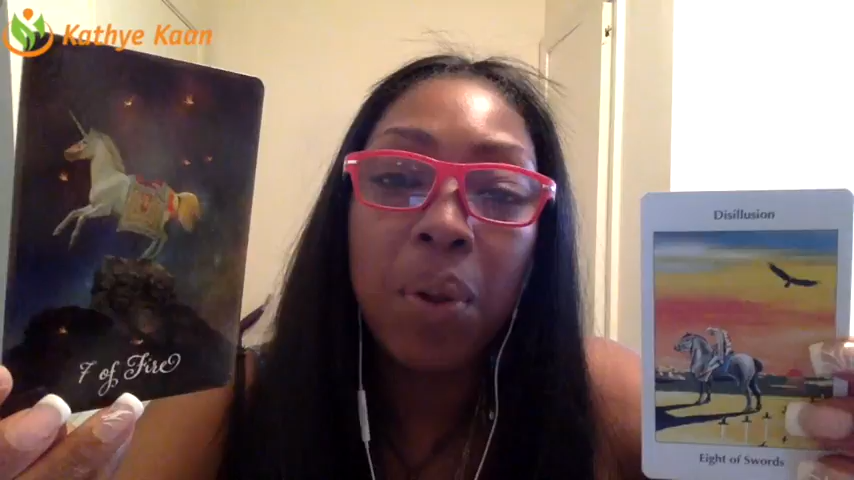 Kathye Kaan
7 of Fire
Disillusion
Eight of Swords